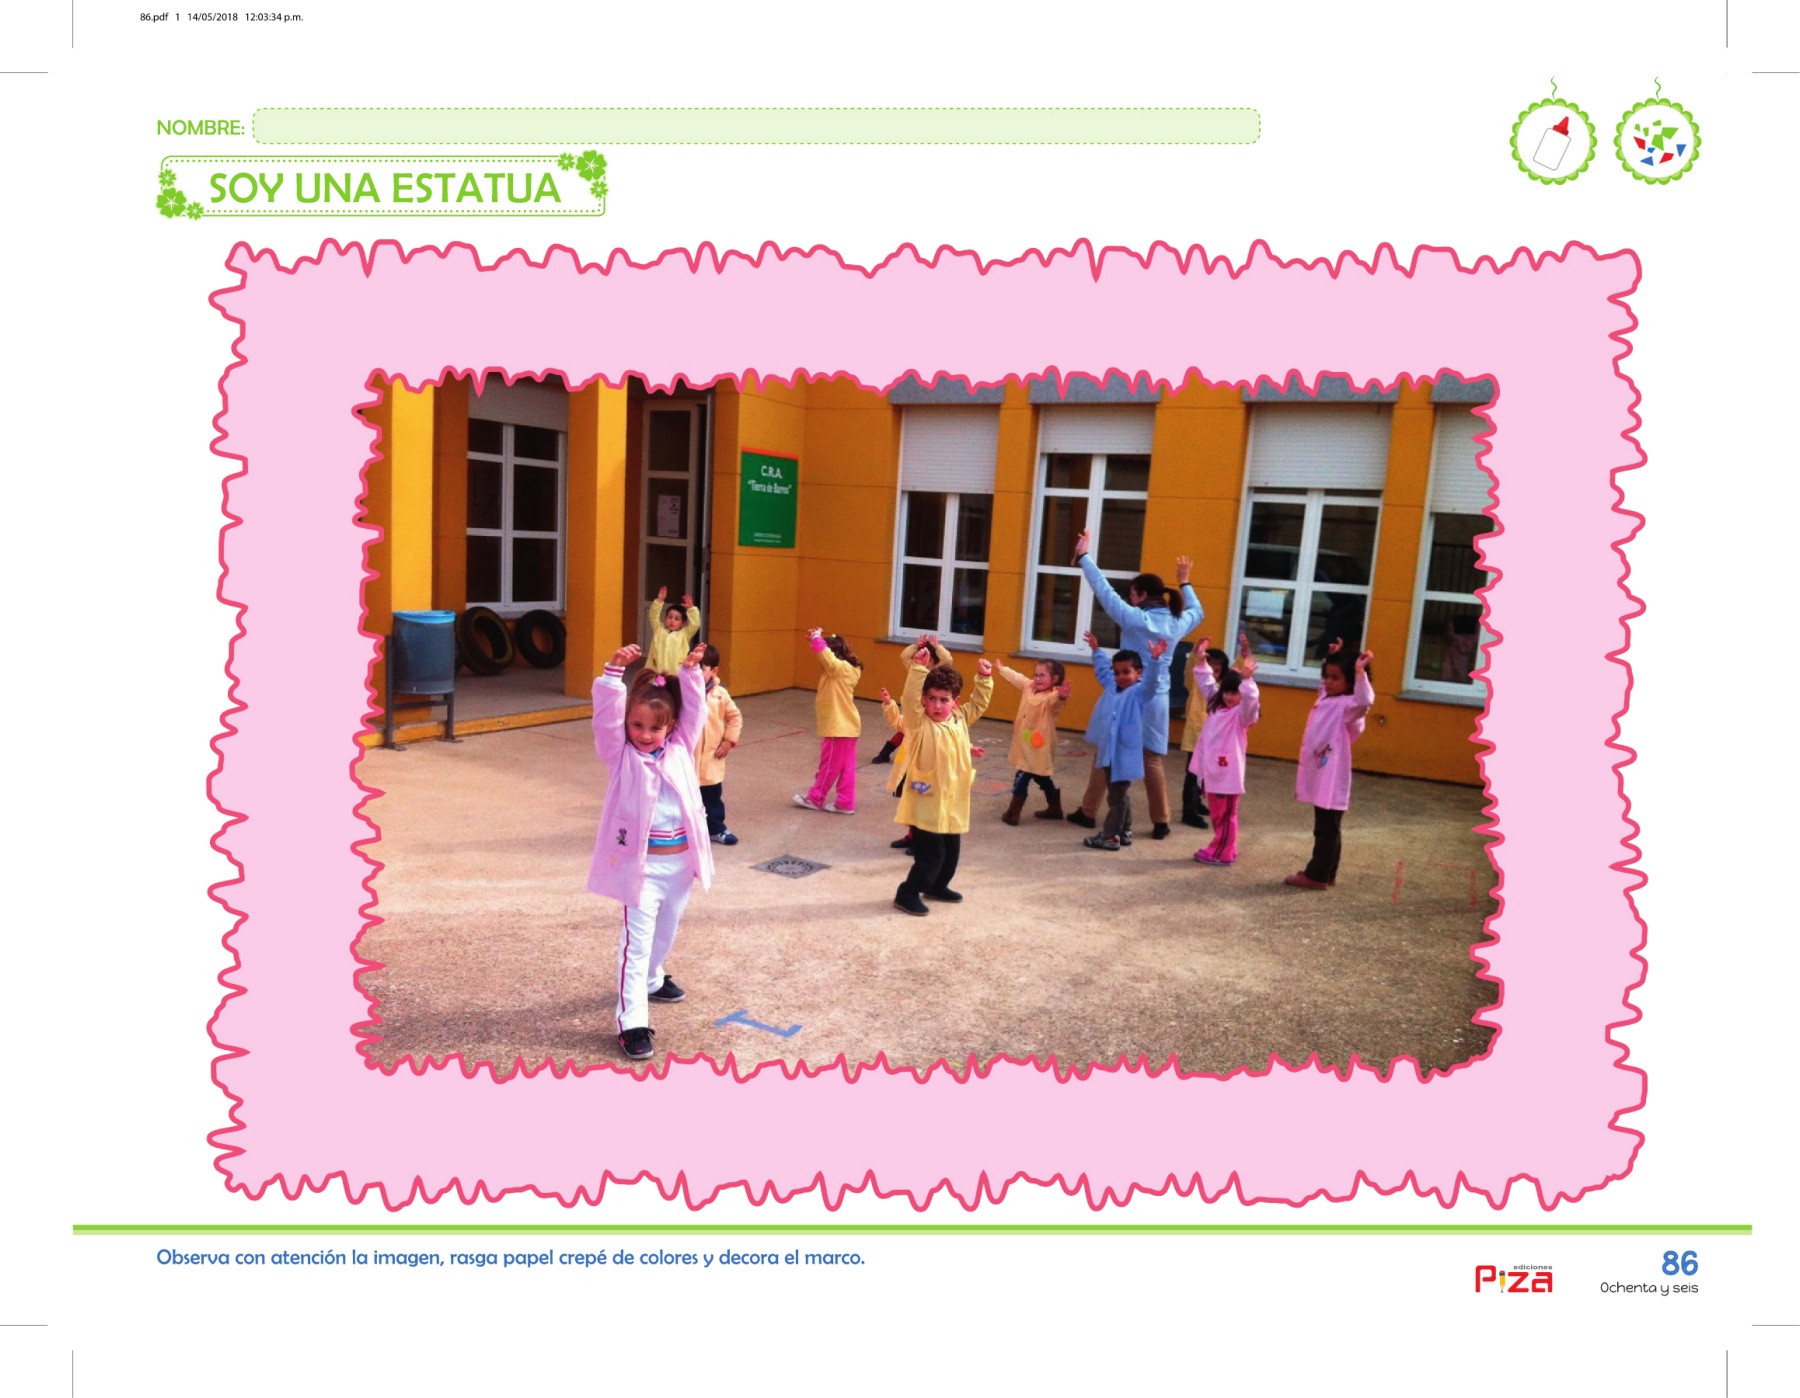 86.pdf 1 14/05/2018 12:03:34 p.m.
NOMBRE:
SOY UNA ESTATUA
C.R.A.
"Tierra de Barros"
Observa con atención la imagen, rasga papel crepé de colores y decora el marco.
ediciones
Piza
86
Ochenta y seis